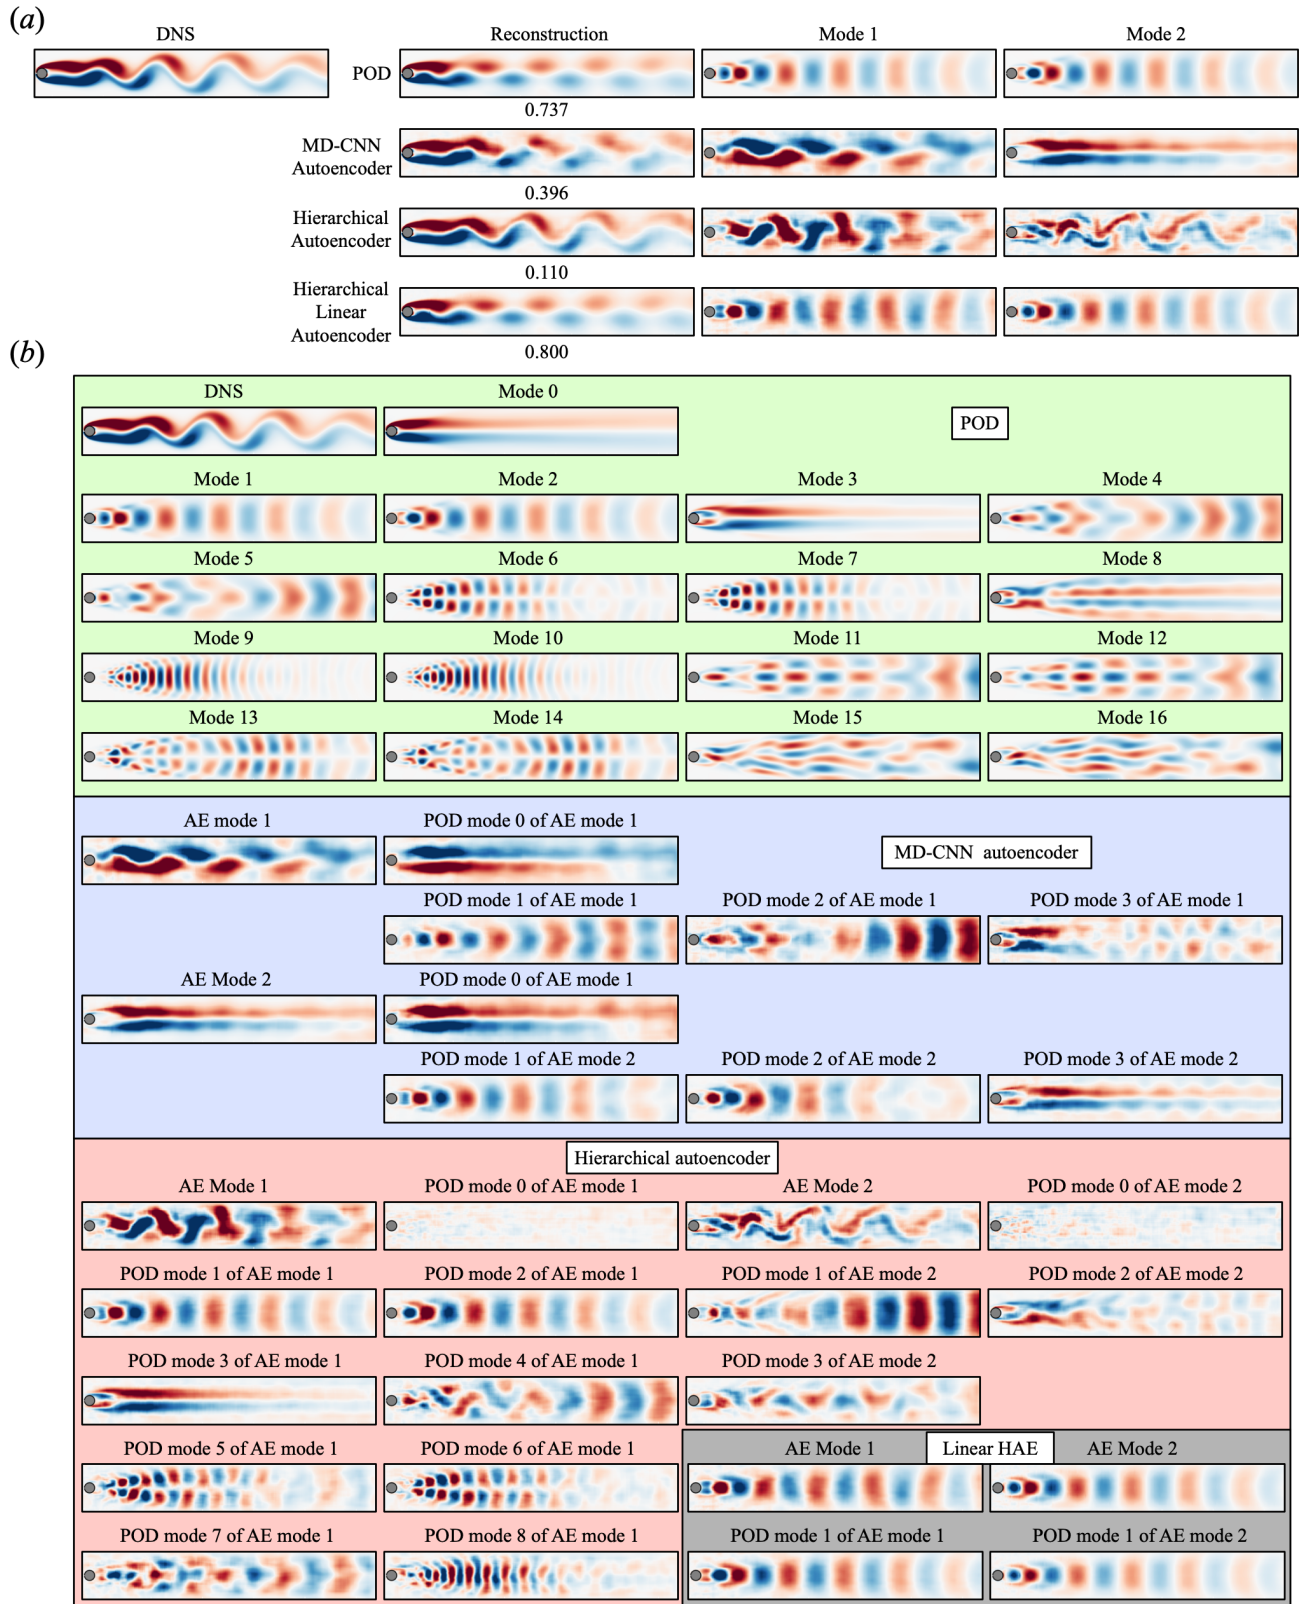 (a)
DNS
Reconstruction
Mode 1
Mode 2
POD
0.737
MD-CNN
Autoencoder
0.396
Hierarchical
Autoencoder
0.110
Hierarchical
Linear
Autoencoder
0.800
(b)
DNS
Mode 0
POD
Mode 1
Mode 2
Mode 3
Mode 4
Mode 5
Mode 6
Mode 7
Mode 8
Mode 9
Mode 10
Mode 11
Mode 12
Mode 13
Mode 14
Mode 15
Mode 16
AE mode 1
POD mode 0 of AE mode 1
MD-CNN autoencoder
POD mode 1 of AE mode 1
POD mode 2 of AE mode 1
POD mode 3 of AE mode 1
AE Mode 2
POD mode 0 of AE mode 1
POD mode 1 of AE mode 2
POD mode 2 of AE mode 2
POD mode 3 of AE mode 2
Hierarchical autoencoder
AE Mode 1
POD mode 0 of AE mode 1
AE Mode 2
POD mode 0 of AE mode 2
POD mode 1 of AE mode 1
POD mode 2 of AE mode 1
POD mode 1 of AE mode 2
POD mode 2 of AE mode 2
POD mode 3 of AE mode 1
POD mode 4 of AE mode 1
POD mode 3 of AE mode 2
POD mode 5 of AE mode 1
POD mode 6 of AE mode 1
AE Mode 1
Linear HAE
AE Mode 2
POD mode 7 of AE mode 1
POD mode 8 of AE mode 1
POD mode 1 of AE mode 1
POD mode 1 of AE mode 2